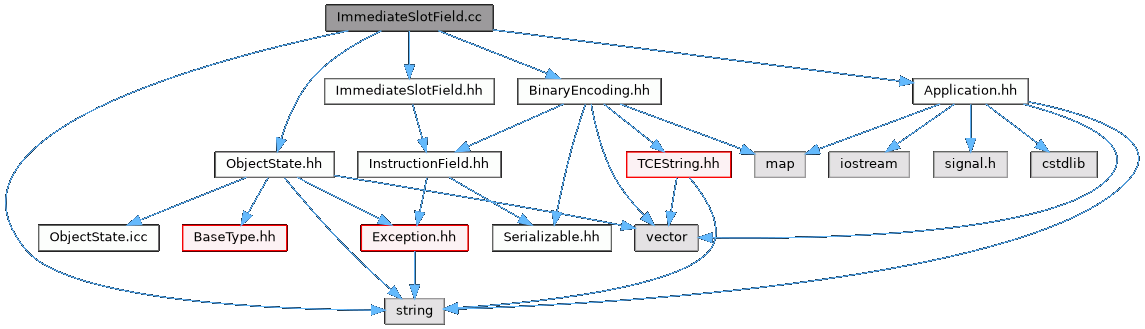 ImmediateSlotField.cc
ImmediateSlotField.hh
BinaryEncoding.hh
Application.hh
ObjectState.hh
InstructionField.hh
TCEString.hh
map
iostream
signal.h
cstdlib
ObjectState.icc
BaseType.hh
Exception.hh
Serializable.hh
vector
string